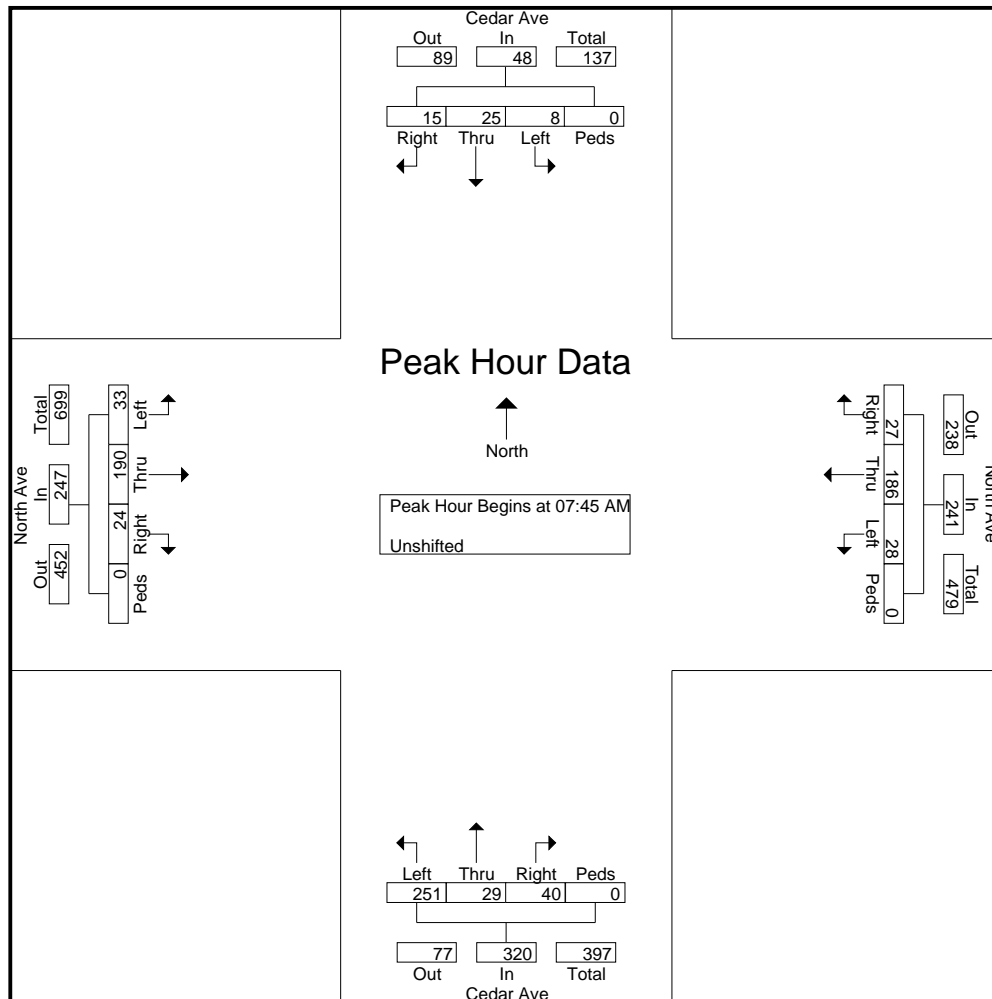 Cedar Ave
Out In Total
89 48 137
15 25 8 0
Right Thru Left Peds
Peak Hour Data
North
Peak Hour Begins at 07:45 AM
Unshifted
North Ave
Out In Total
452 247 699
33 190 24 0
Left Thru Right Peds
North Ave
Out In Total
238 241 479
27 186 28 0
Right Thru Left Peds
Left Thru Right Peds
251 29 40 0
77 320 397
Out In Total
Cedar Ave